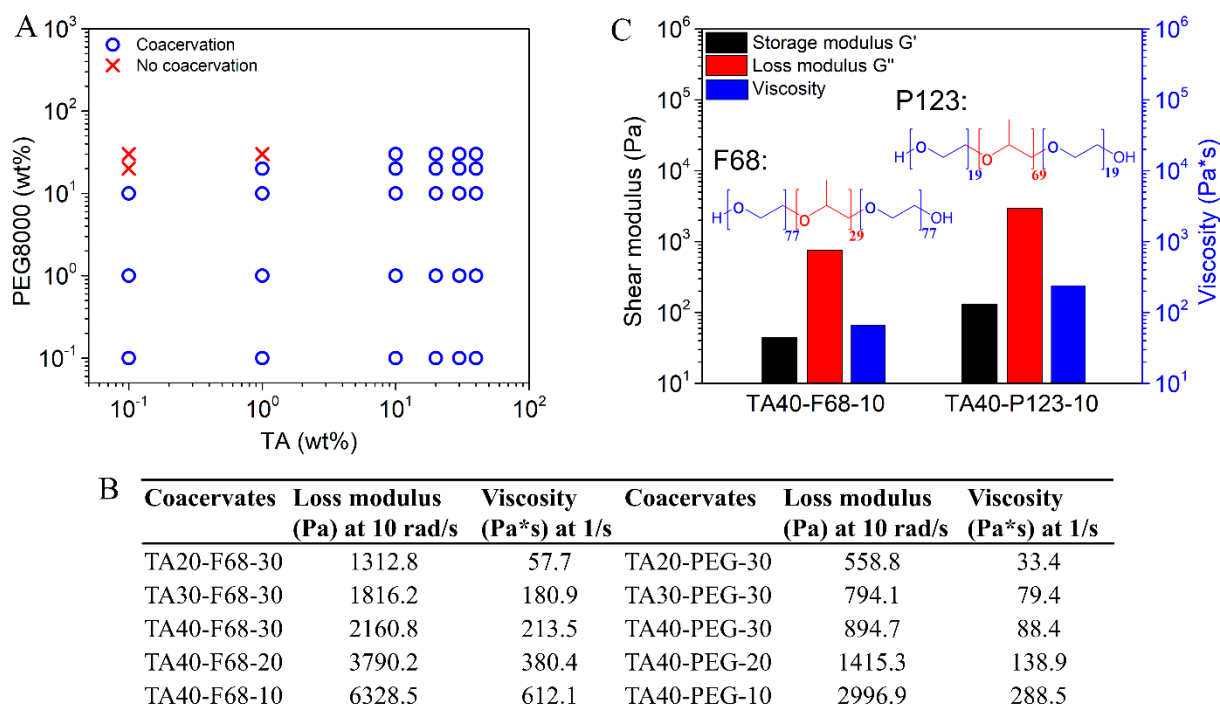 A
10³
10²
10¹
10⁰
10⁻¹
PEG8000 (wt%)
Coacervation
No coacervation
10⁻¹
10⁰
10¹
10²
TA (wt%)
C
10⁶
10⁵
10⁴
10³
10²
10¹
Shear modulus (Pa)
Storage modulus G'
Loss modulus G"
Viscosity
P123:
H O 19 O 69 O OH 19
F68:
H O 77 O 29 O OH 77
TA40-F68-10
TA40-P123-10
10⁶
10⁵
10⁴
10³
10²
10¹
Viscosity (Pa*s)
B
Coacervates Loss modulus Viscosity Coacervates Loss modulus Viscosity
(Pa) at 10 rad/s (Pa*s) at 1/s (Pa) at 10 rad/s (Pa*s) at 1/s
TA20-F68-30 1312.8 57.7 TA20-PEG-30 558.8 33.4
TA30-F68-30 1816.2 180.9 TA30-PEG-30 794.1 79.4
TA40-F68-30 2160.8 213.5 TA40-PEG-30 894.7 88.4
TA40-F68-20 3790.2 380.4 TA40-PEG-20 1415.3 138.9
TA40-F68-10 6328.5 612.1 TA40-PEG-10 2996.9 288.5